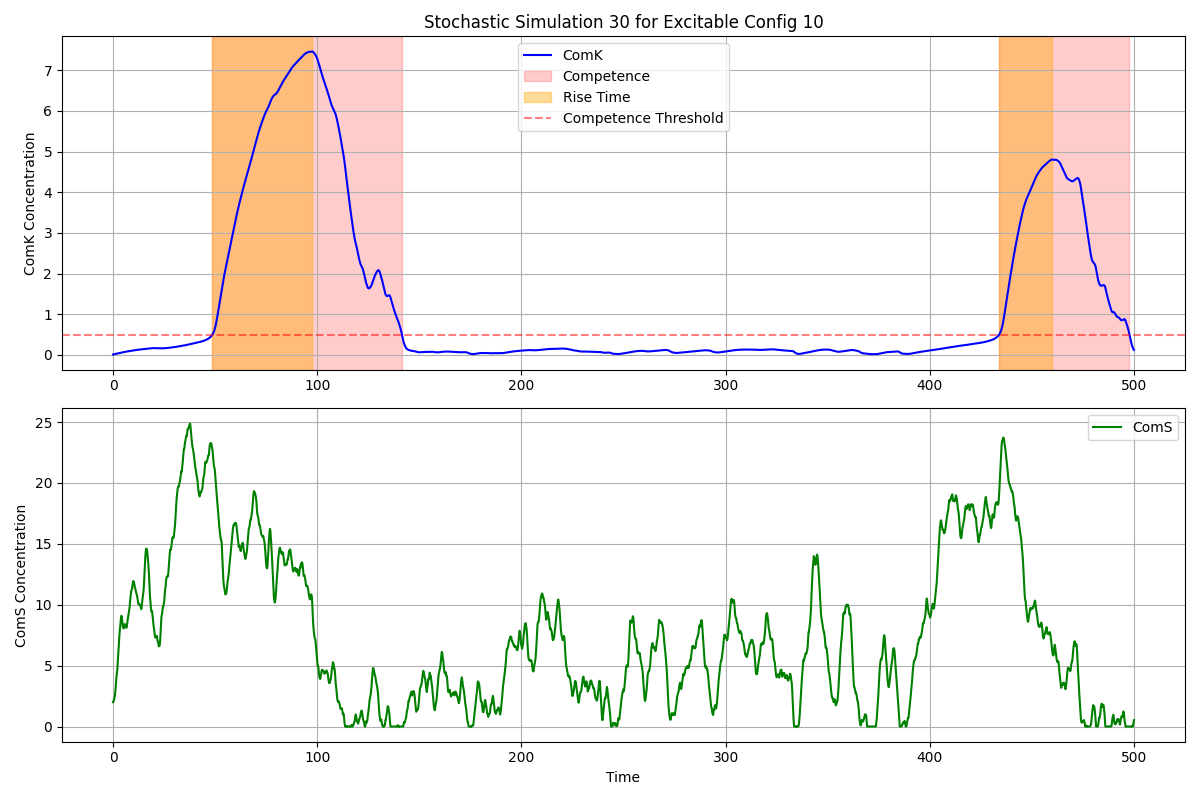 Stochastic Simulation 30 for Excitable Config 10
ComK Concentration
7
6
5
4
3
2
1
0
ComK
Competence
Rise Time
Competence Threshold
0 100 200 300 400 500
ComS Concentration
25
20
15
10
5
0
ComS
0 100 200 300 400 500
Time